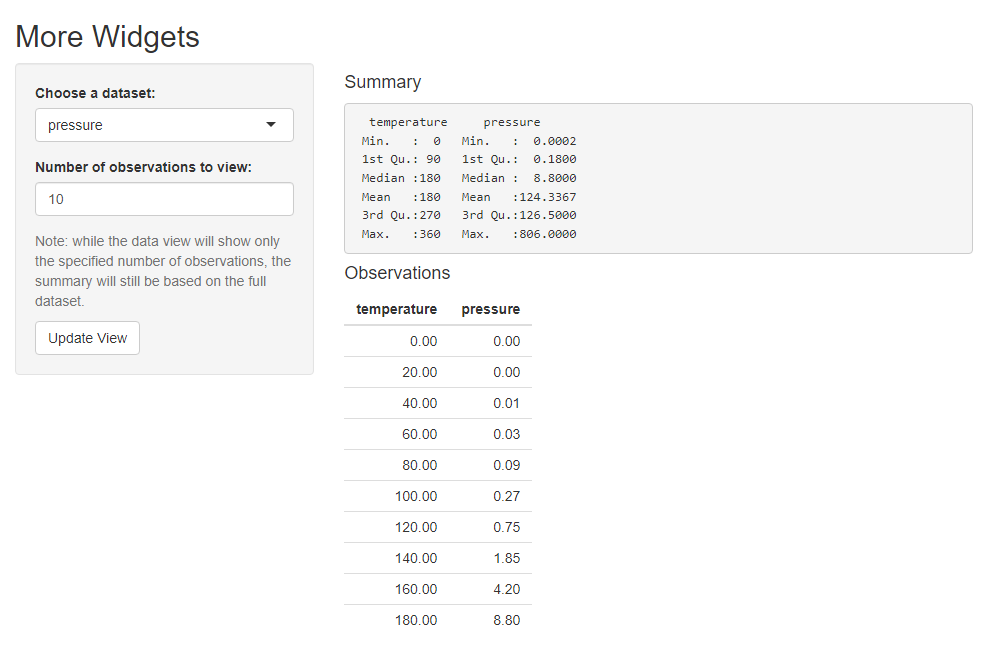 More Widgets
Choose a dataset:
pressure
Number of observations to view:
10
Note: while the data view will show only
the specified number of observations, the
summary will still be based on the full
dataset.
Update View
Summary
temperature pressure
Min. : 0 Min. : 0.0002
1st Qu.: 90 1st Qu.: 0.1800
Median :180 Median : 8.8000
Mean :180 Mean :124.3367
3rd Qu.:270 3rd Qu.:126.5000
Max. :360 Max. :806.0000
Observations
temperature pressure
0.00 0.00
20.00 0.00
40.00 0.01
60.00 0.03
80.00 0.09
100.00 0.27
120.00 0.75
140.00 1.85
160.00 4.20
180.00 8.80